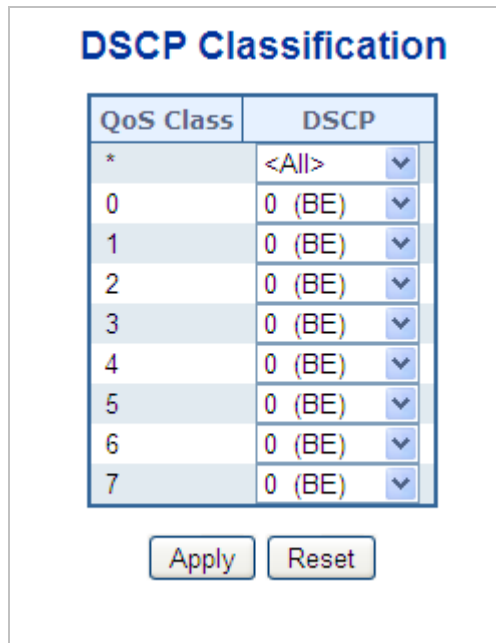 DSCP Classification
QoS Class DSCP
* <All>
0 0 (BE)
1 0 (BE)
2 0 (BE)
3 0 (BE)
4 0 (BE)
5 0 (BE)
6 0 (BE)
7 0 (BE)
Apply Reset